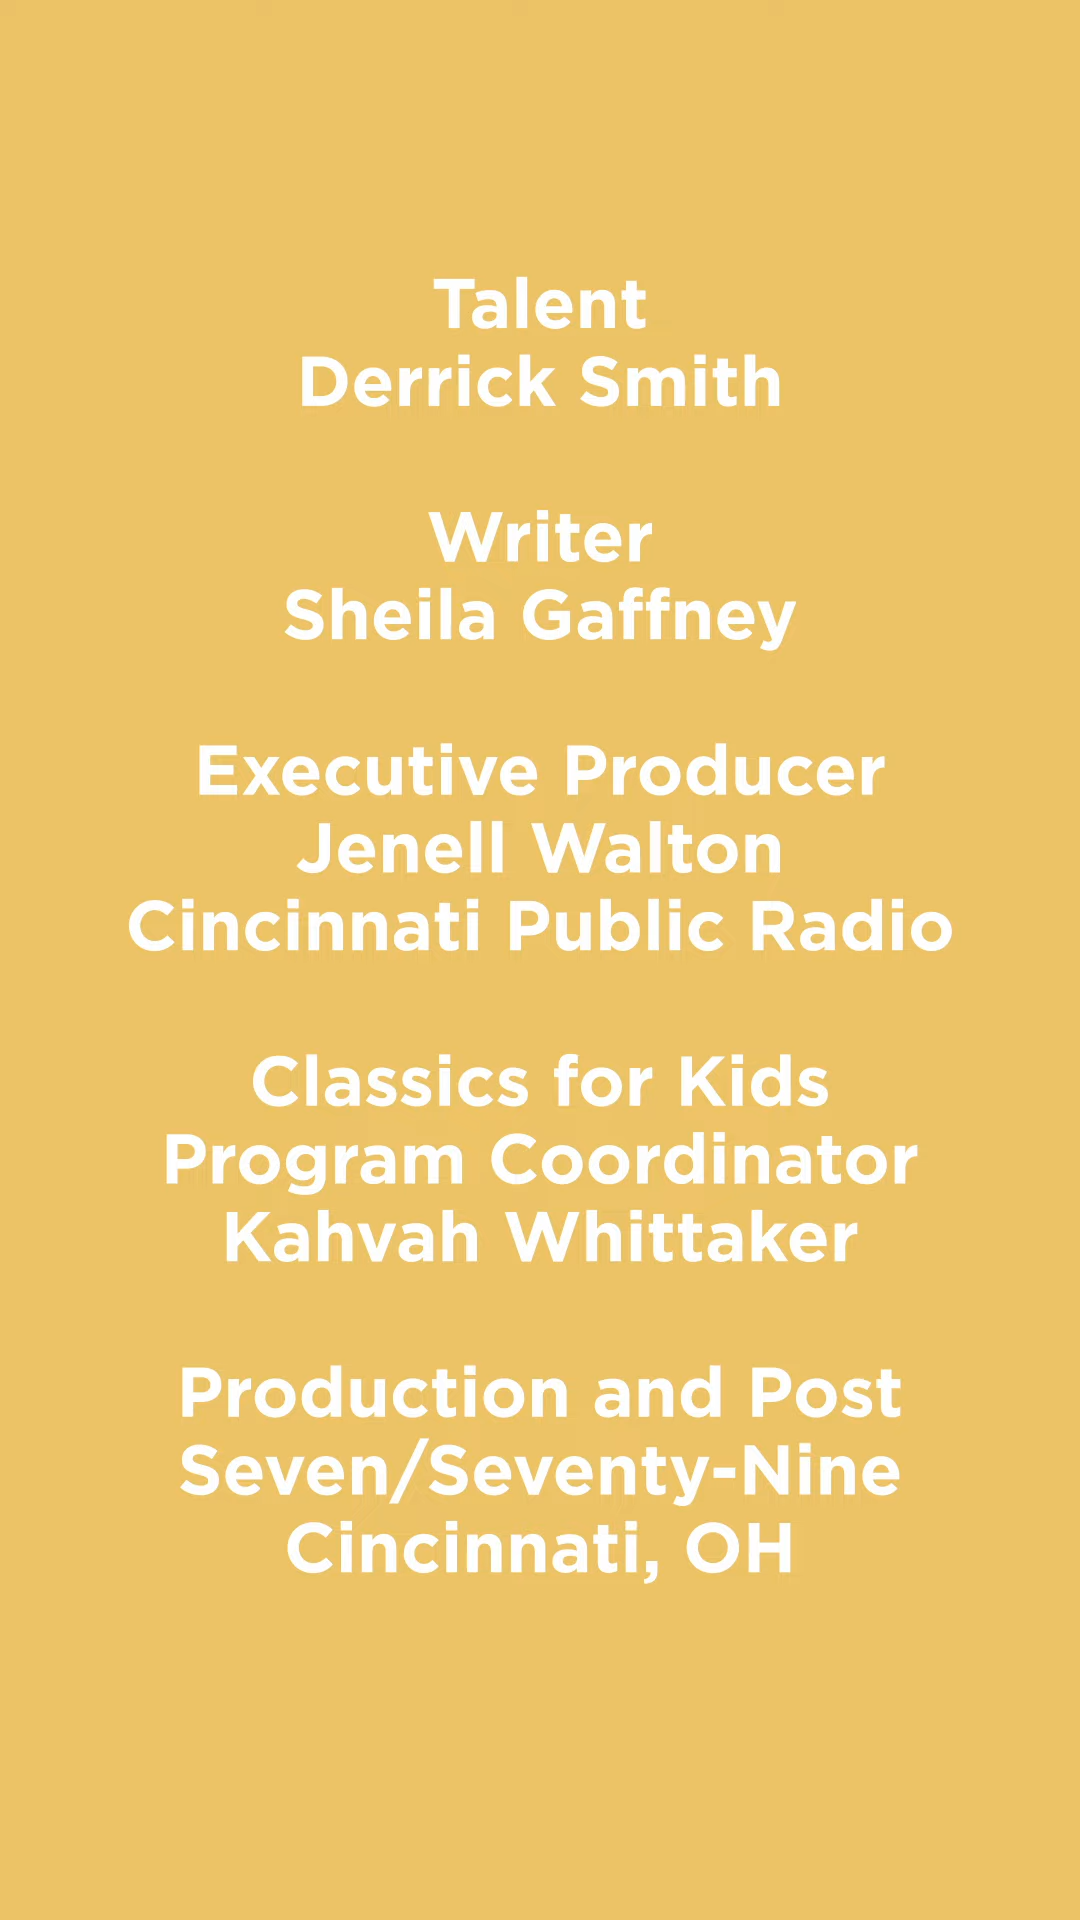 Talent
Derrick Smith
Writer
Sheila Gaffney
Executive Producer
Jenell Walton
Cincinnati Public Radio
Classics for Kids
Program Coordinator
Kahvah Whittaker
Production and Post
Seven/Seventy-Nine
Cincinnati, OH